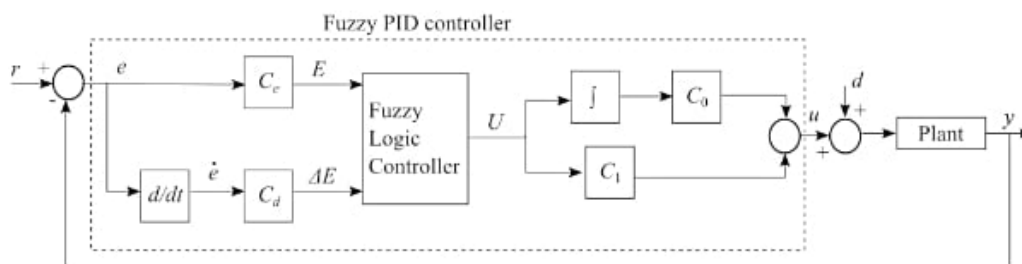 Fuzzy PID controller
r + e
-
C_e E
Fuzzy
Logic
Controller
U
∫ C_0
u
d
+
+
Plant y
d/dt ė C_d ΔE
C_1